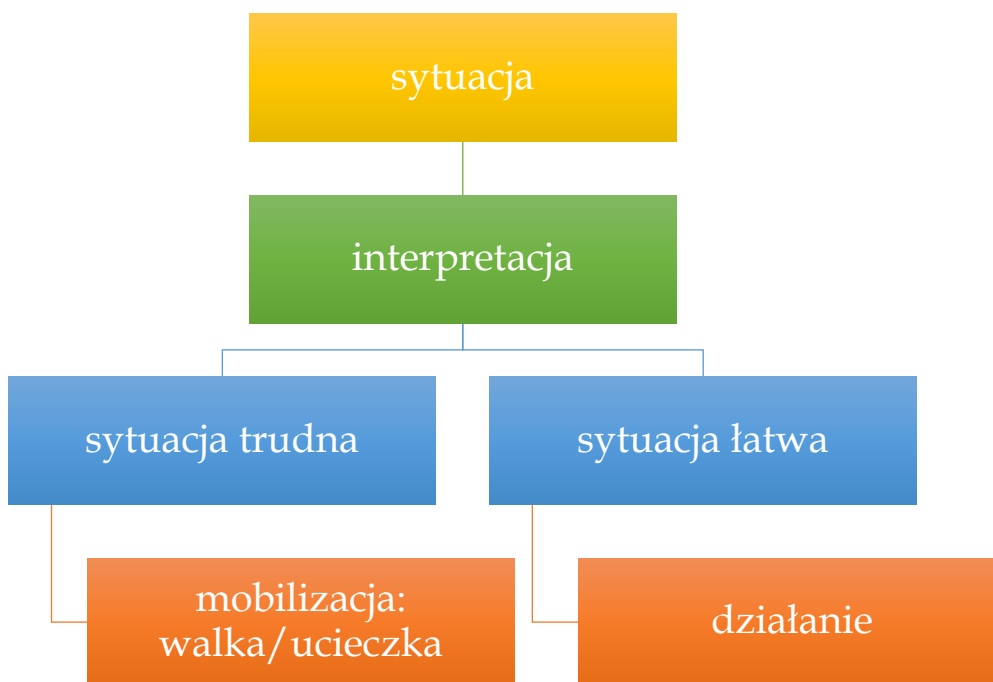 sytuacja
interpretacja
sytuacja trudna
sytuacja łatwa
mobilizacja:
walka/ucieczka
działanie